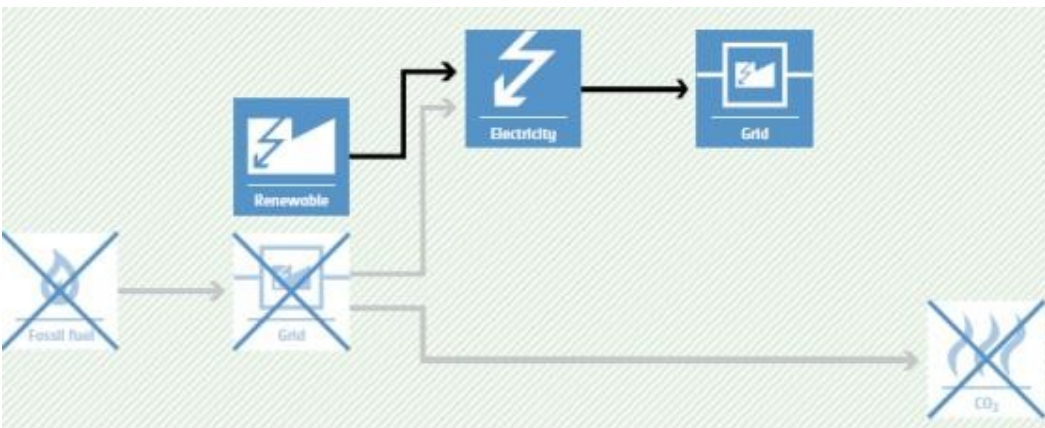 Renewable
Electricity
Grid
Fossil fuel
Grid
CO₂